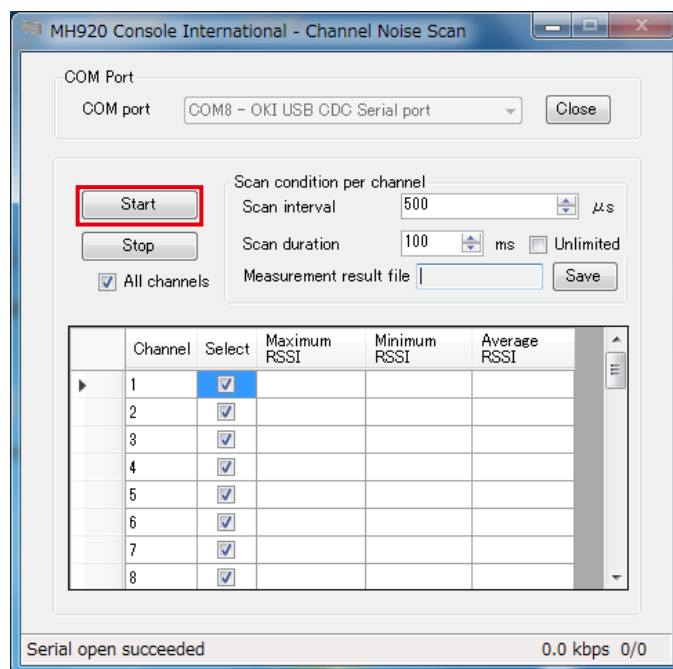 MH920 Console International - Channel Noise Scan
COM Port
COM port COM8 - OKI USB CDC Serial port Close
Scan condition per channel
Start Scan interval 500 μs
Stop Scan duration 100 ms Unlimited
All channels Measurement result file Save
Channel Select Maximum RSSI Minimum RSSI Average RSSI
1
2
3
4
5
6
7
8
Serial open succeeded 0.0 kbps 0/0